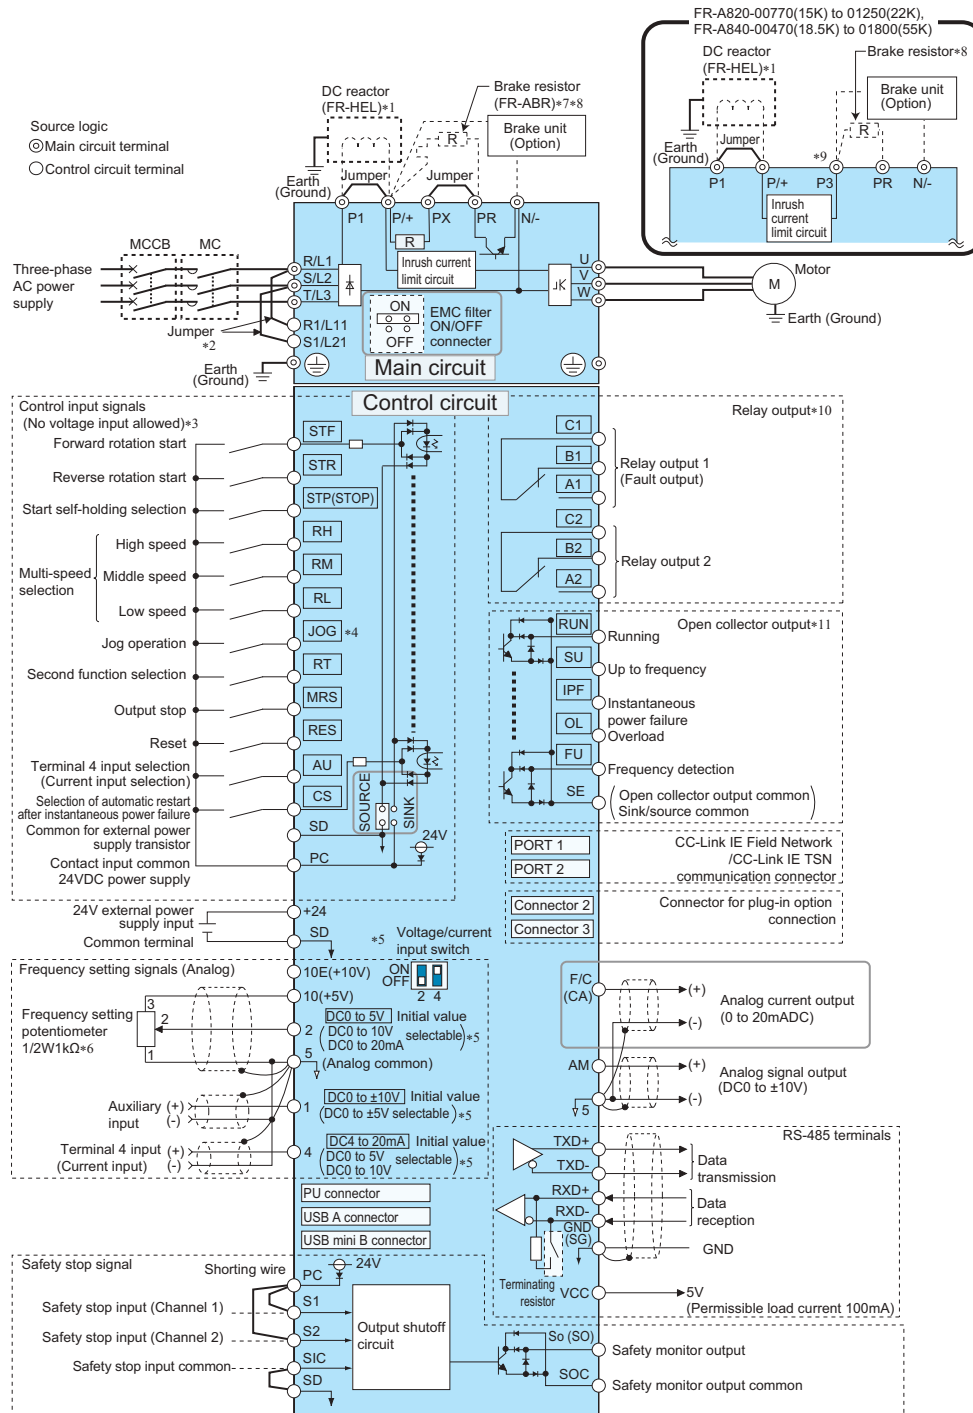 FR-A820-00770(15K) to 01250(22K),
FR-A840-00470(18.5K) to 01800(55K)
DC reactor
(FR-HEL)*1
Brake resistor*8
Brake unit
(Option)
R
Earth
(Ground)
Jumper
*9
P1
P/+
P3
PR
N/-
Inrush
current
limit circuit
Source logic
Main circuit terminal
Control circuit terminal
DC reactor
(FR-HEL)*1
Brake resistor
(FR-ABR)*7*8
Brake unit
(Option)
R
Earth
(Ground)
Jumper
Jumper
P1
P/+
PX
PR
N/-
R
Inrush current
limit circuit
MCCB
MC
Three-phase
AC power
supply
R/L1
S/L2
T/L3
R1/L11
S1/L21
Jumper
*2
Earth
(Ground)
ON
OFF
EMC filter
ON/OFF
connecter
U
V
W
Motor
M
Earth (Ground)
Main circuit
Control circuit
Control input signals
(No voltage input allowed)*3
Forward rotation start
STF
Reverse rotation start
STR
Start self-holding selection
STP(STOP)
Multi-speed
selection
High speed
RH
Middle speed
RM
Low speed
RL
Jog operation
JOG *4
Second function selection
RT
Output stop
MRS
Reset
RES
Terminal 4 input selection
(Current input selection)
AU
Selection of automatic restart
after instantaneous power failure
CS
Common for external power
supply transistor
SD
Contact input common
24VDC power supply
PC
SOURCE
SINK
24V
Relay output*10
C1
B1
A1
Relay output 1
(Fault output)
C2
B2
A2
Relay output 2
Open collector output*11
RUN
Running
SU
Up to frequency
IPF
Instantaneous
power failure
OL
Overload
FU
Frequency detection
SE
Open collector output common
Sink/source common
PORT 1
PORT 2
CC-Link IE Field Network
/CC-Link IE TSN
communication connector
Connector 2
Connector 3
Connector for plug-in option
connection
24V external power
supply input
Common terminal
+24
SD
*5
Voltage/current
input switch
ON
OFF
2 4
Frequency setting signals (Analog)
10E(+10V)
10(+5V)
Frequency setting
potentiometer
1/2W1kΩ*6
3
2
1
2
DC0 to 5V Initial value
DC0 to 10V
DC0 to 20mA
selectable
*5
5
(Analog common)
Auxiliary
input
(+)
(-)
1
DC0 to ±10V Initial value
(DC0 to ±5V selectable)*5
Terminal 4 input
(Current input)
(+)
(-)
4
DC4 to 20mA Initial value
DC0 to 5V
DC0 to 10V
selectable
*5
F/C
(CA)
(+)
(-)
Analog current output
(0 to 20mADC)
AM
(+)
(-)
5
Analog signal output
(DC0 to ±10V)
RS-485 terminals
TXD+
TXD-
Data
transmission
RXD+
RXD-
Data
reception
GND
(SG)
GND
Terminating
resistor
VCC
5V
(Permissible load current 100mA)
PU connector
USB A connector
USB mini B connector
Safety stop signal
Shorting wire
PC
24V
Safety stop input (Channel 1)
S1
Safety stop input (Channel 2)
S2
Safety stop input common
SIC
SD
Output shutoff
circuit
So (SO)
Safety monitor output
SOC
Safety monitor output common